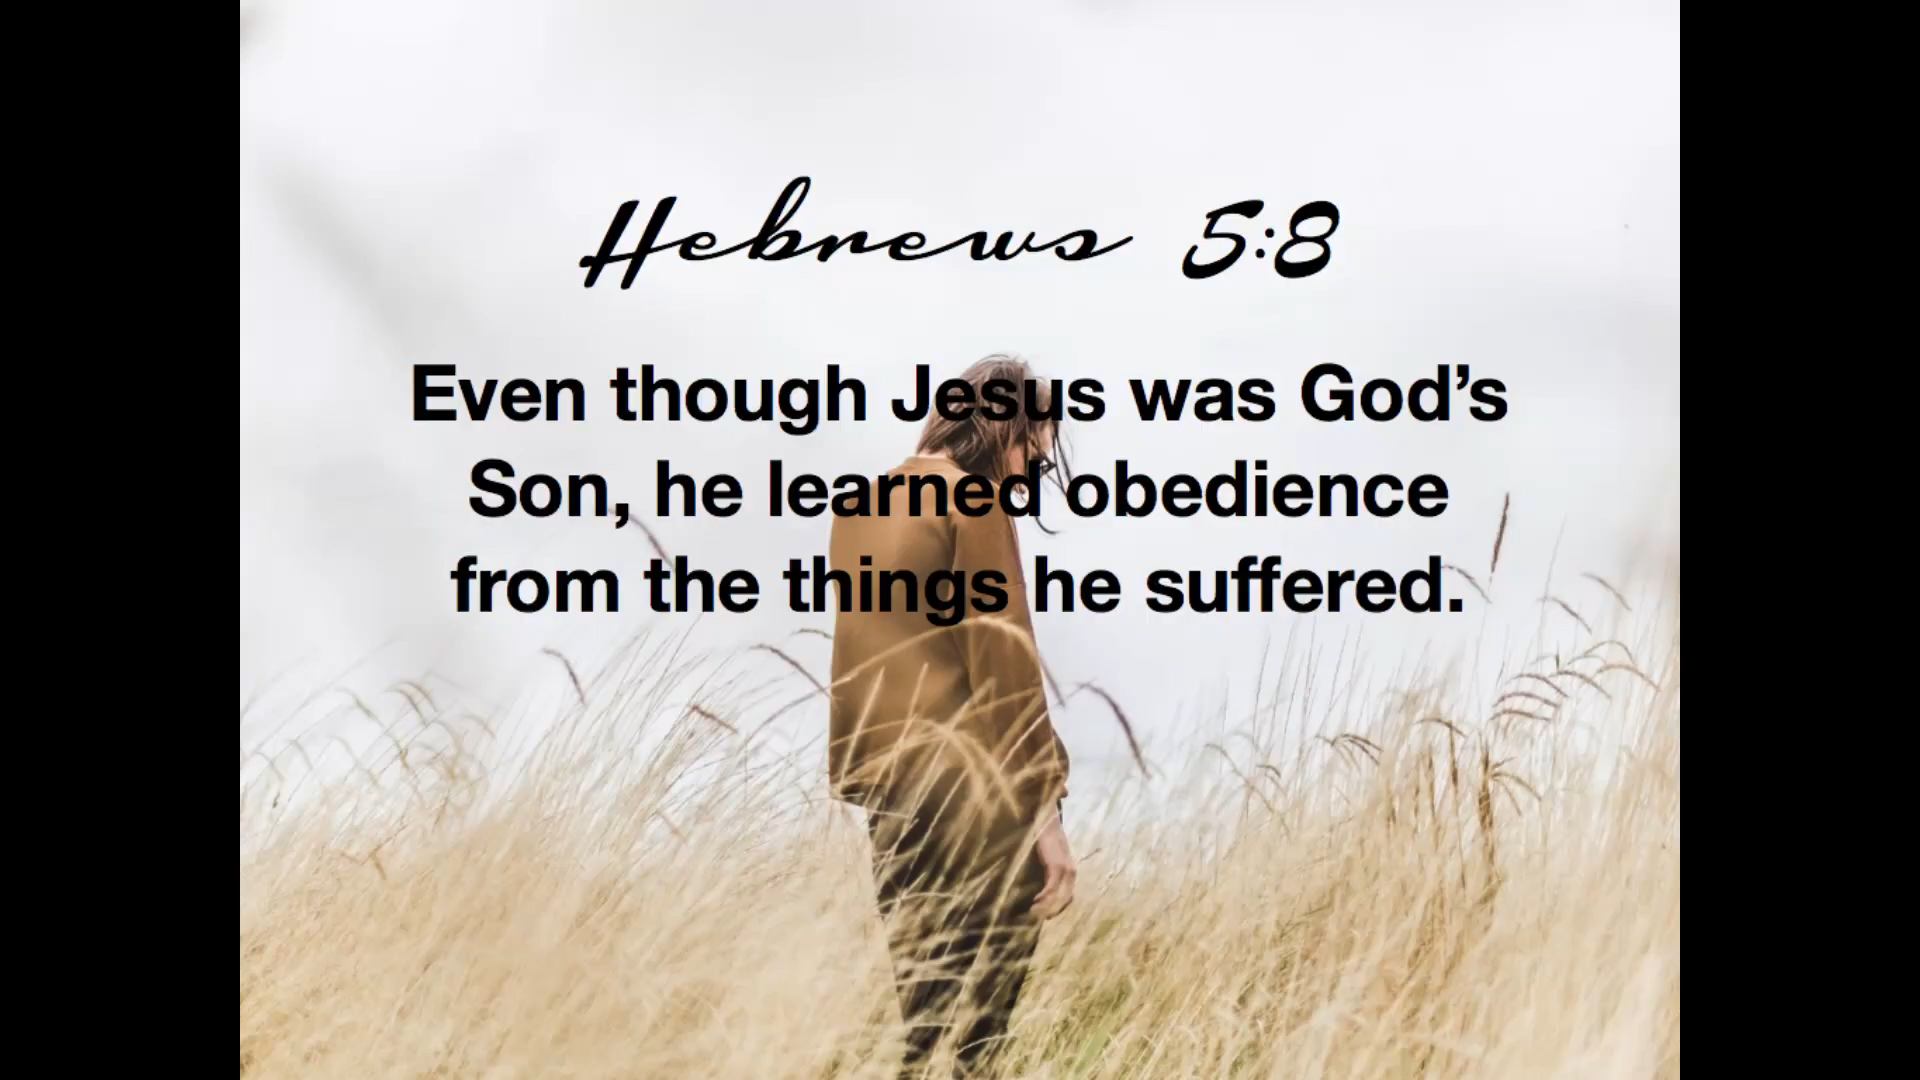 Hebrews 5:8
Even though Jesus was God’s
Son, he learned obedience
from the things he suffered.